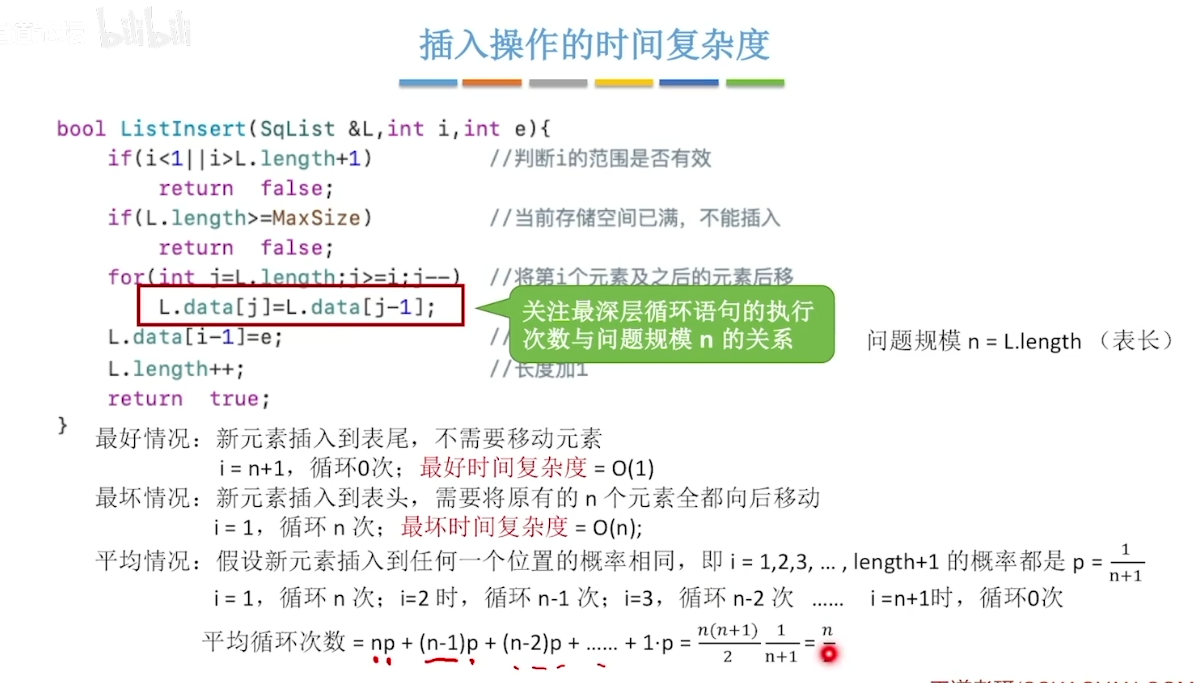 bilibili
插入操作的时间复杂度
bool ListInsert(SqList &L,int i,int e){
if(i<1||i>L.length+1) //判断i的范围是否有效
return false;
if(L.length>=MaxSize) //当前存储空间已满，不能插入
return false;
for(int j=L.length;j>=i;j--) //将第i个元素及之后的元素后移
L.data[j]=L.data[j-1];
关注最深层循环语句的执行
次数与问题规模 n 的关系
L.data[i-1]=e; //
问题规模 n = L.length （表长）
L.length++; //长度加1
return true;
}
最好情况：新元素插入到表尾，不需要移动元素
i = n+1，循环0次；最好时间复杂度 = O(1)
最坏情况：新元素插入到表头，需要将原有的 n 个元素全都向后移动
i = 1，循环 n 次；最坏时间复杂度 = O(n);
平均情况：假设新元素插入到任何一个位置的概率相同，即 i = 1,2,3, … , length+1 的概率都是 p = 1/n+1
i = 1，循环 n 次；i=2 时，循环 n-1 次；i=3，循环 n-2 次 …… i =n+1时，循环0次
平均循环次数 = np + (n-1)p + (n-2)p + …… + 1·p = n(n+1)/2 1/n+1 = n/